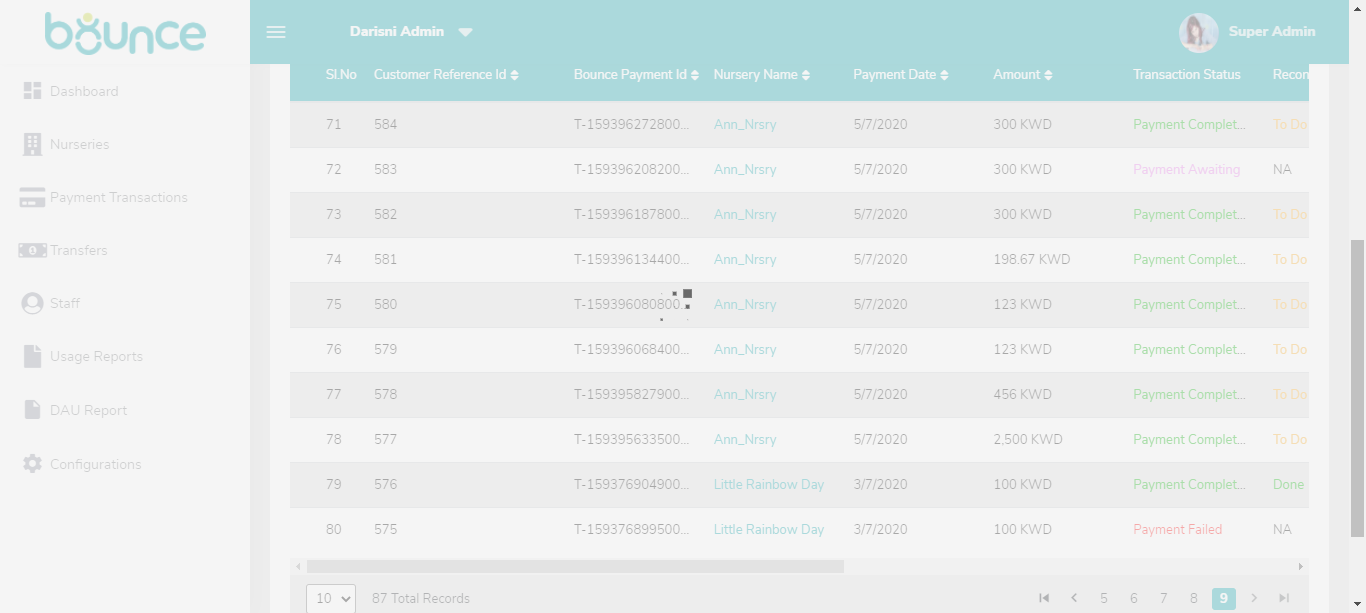 bounce
Darisni Admin
Super Admin
Dashboard
Nurseries
Payment Transactions
Transfers
Staff
Usage Reports
DAU Report
Configurations
Sl.No Customer Reference Id Bounce Payment Id Nursery Name Payment Date Amount Transaction Status Recon
71 584 T-159396272800... Ann_Nrsry 5/7/2020 300 KWD Payment Complet... To Do
72 583 T-159396208200... Ann_Nrsry 5/7/2020 300 KWD Payment Awaiting NA
73 582 T-159396187800... Ann_Nrsry 5/7/2020 300 KWD Payment Complet... To Do
74 581 T-159396134400... Ann_Nrsry 5/7/2020 198.67 KWD Payment Complet... To Do
75 580 T-159396080800... Ann_Nrsry 5/7/2020 123 KWD Payment Complet... To Do
76 579 T-159396068400... Ann_Nrsry 5/7/2020 123 KWD Payment Complet... To Do
77 578 T-159395827900... Ann_Nrsry 5/7/2020 456 KWD Payment Complet... To Do
78 577 T-159395633500... Ann_Nrsry 5/7/2020 2,500 KWD Payment Complet... To Do
79 576 T-159376904900... Little Rainbow Day 3/7/2020 100 KWD Payment Complet... Done
80 575 T-159376899500... Little Rainbow Day 3/7/2020 100 KWD Payment Failed NA
10 87 Total Records 5 6 7 8 9